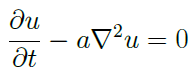 ∂u/∂t − a∇²u = 0